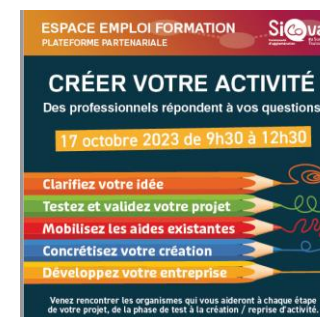 ESPACE EMPLOI FORMATION
PLATEFORME PARTENARIALE
CRÉER VOTRE ACTIVITÉ
Des professionnels répondent à vos questions
17 octobre 2023 de 9h30 à 12h30
Clarifiez votre idée
Testez et validez votre projet
Mobilisez les aides existantes
Concrétisez votre création
Développez votre entreprise
Venez rencontrer les organismes qui vous aideront à chaque étape
de votre projet, de la phase de test à la création / reprise d'activité.